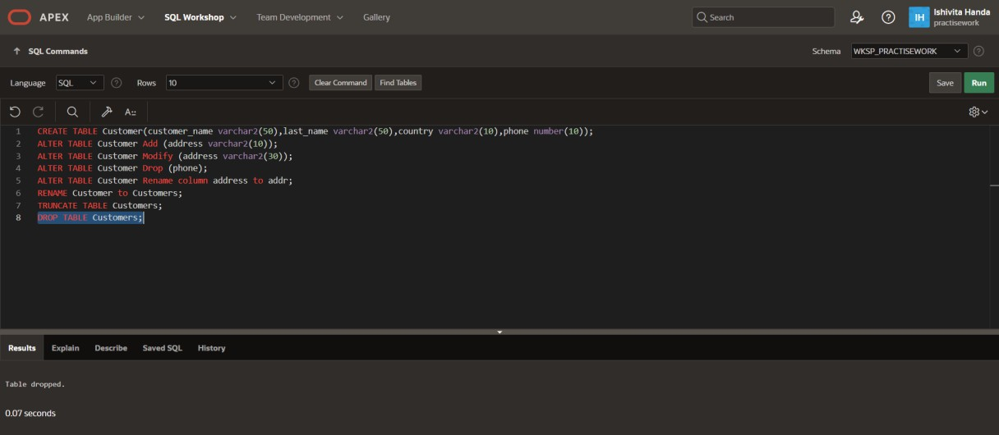 APEX App Builder SQL Workshop Team Development Gallery Search IH Ishivita Handa
practisework
SQL Commands Schema WKSP_PRACTISEWORK
Language SQL Rows 10 Clear Command Find Tables Save Run
1 CREATE TABLE Customer(customer_name varchar2(50),last_name varchar2(50),country varchar2(10),phone number(10));
2 ALTER TABLE Customer Add (address varchar2(10));
3 ALTER TABLE Customer Modify (address varchar2(30));
4 ALTER TABLE Customer Drop (phone);
5 ALTER TABLE Customer Rename column address to addr;
6 RENAME Customer to Customers;
7 TRUNCATE TABLE Customers;
8 DROP TABLE Customers;
Results Explain Describe Saved SQL History
Table dropped.
0.07 seconds